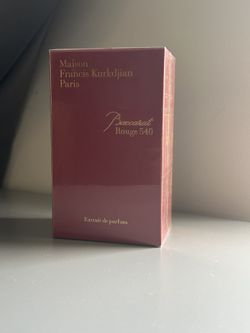 Maison
Francis Kurkdjian
Paris
Baccarat
Rouge 540
Extrait de parfum